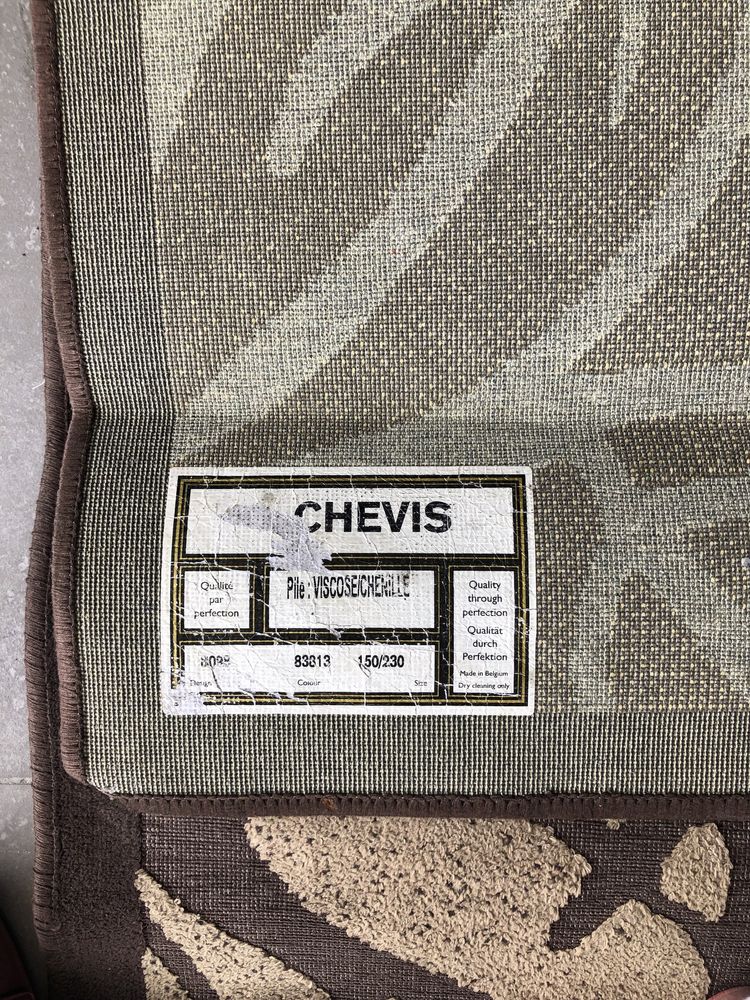 CHEVIS
Qualité
par
perfection
Pile : VISCOSE/CHENILLE
Quality
through
perfection
Qualität
durch
Perfektion
Made in Belgium
Dry cleaning only
8098 83813 150/230
Design Colour Size